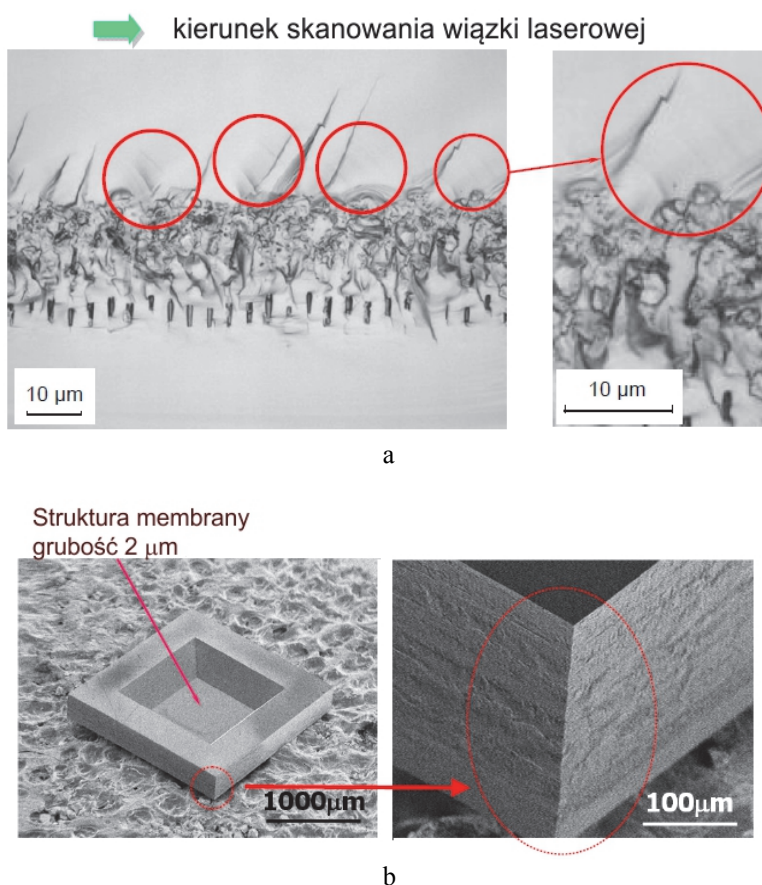 kierunek skanowania wiązki laserowej
10 µm
10 µm
a
Struktura membrany
grubość 2 µm
1000µm
100µm
b